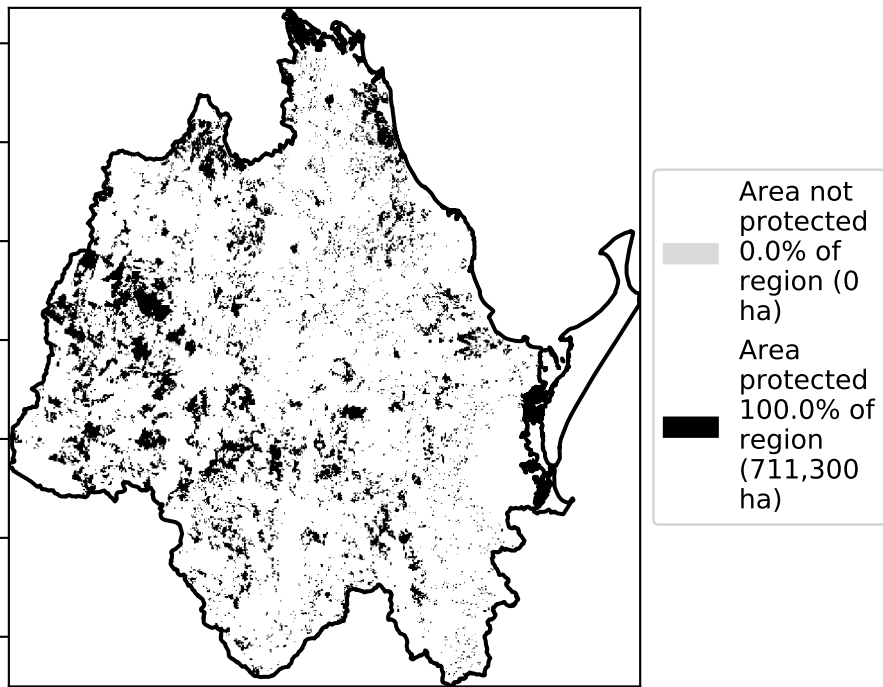 Area not
protected
0.0% of
region (0
ha)
Area
protected
100.0% of
region
(711,300
ha)